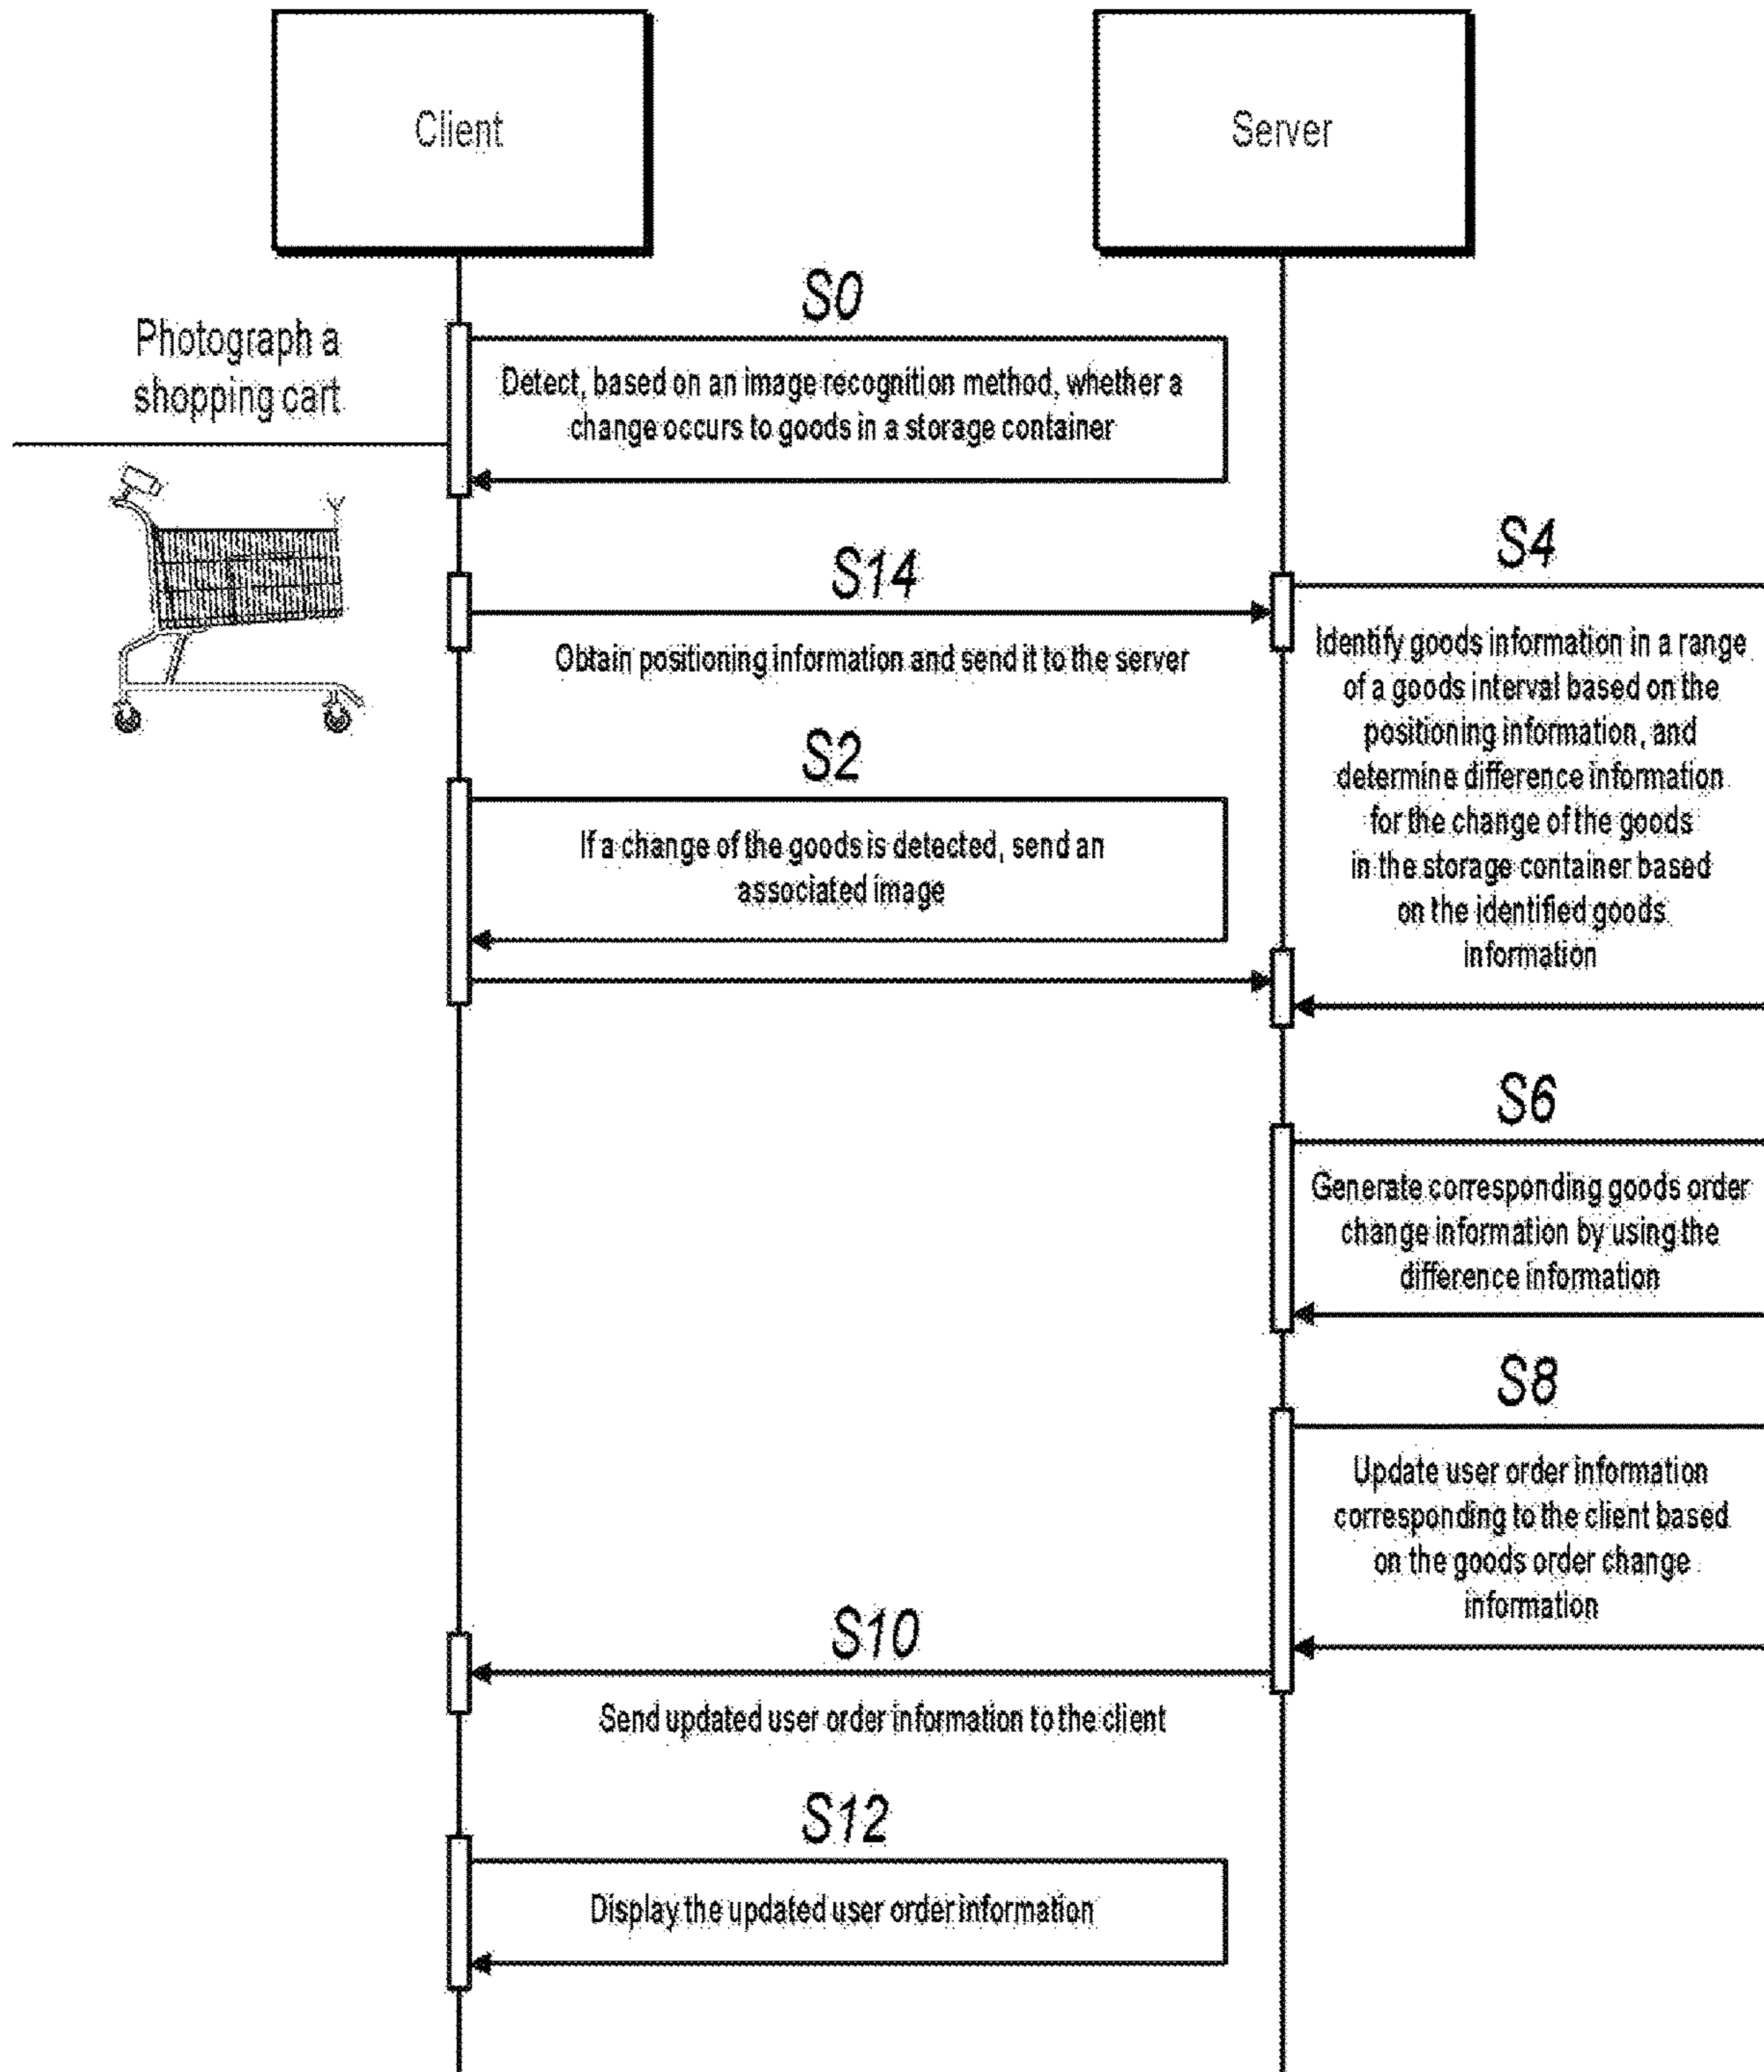 Client
Server
S0
Photograph a
shopping cart
Detect, based on an image recognition method, whether a
change occurs to goods in a storage container
S14
Obtain positioning information and send it to the server
S4
Identify goods information in a range
of a goods interval based on the
positioning information, and
determine difference information
for the change of the goods
in the storage container based
on the identified goods
information
S2
If a change of the goods is detected, send an
associated image
S6
Generate corresponding goods order
change information by using the
difference information
S8
Update user order information
corresponding to the client based
on the goods order change
information
S10
Send updated user order information to the client
S12
Display the updated user order information